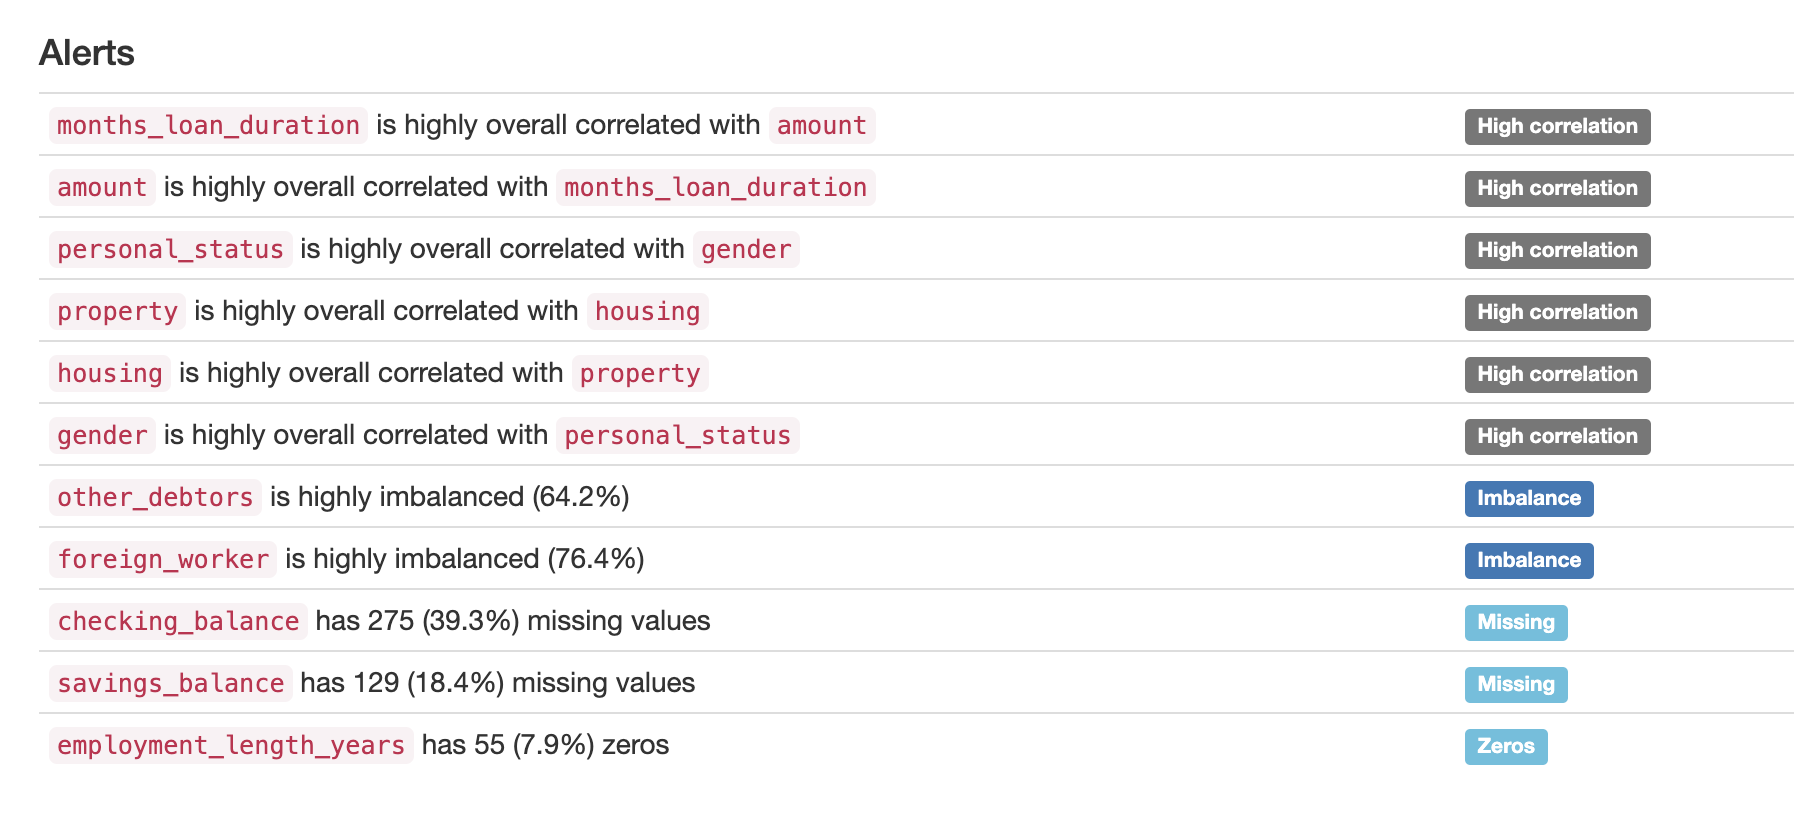 Alerts
months_loan_duration is highly overall correlated with amount High correlation
amount is highly overall correlated with months_loan_duration High correlation
personal_status is highly overall correlated with gender High correlation
property is highly overall correlated with housing High correlation
housing is highly overall correlated with property High correlation
gender is highly overall correlated with personal_status High correlation
other_debtors is highly imbalanced (64.2%) Imbalance
foreign_worker is highly imbalanced (76.4%) Imbalance
checking_balance has 275 (39.3%) missing values Missing
savings_balance has 129 (18.4%) missing values Missing
employment_length_years has 55 (7.9%) zeros Zeros